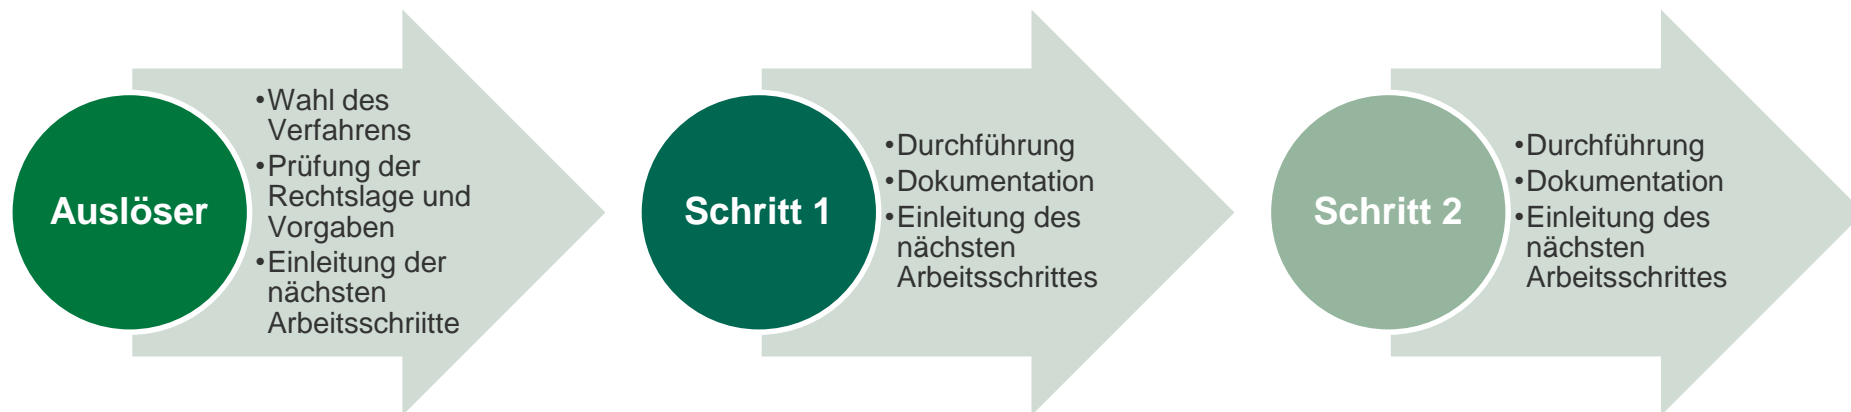 Auslöser
•Wahl des
Verfahrens
•Prüfung der
Rechtslage und
Vorgaben
•Einleitung der
nächsten
Arbeitsschriitte
Schritt 1
•Durchführung
•Dokumentation
•Einleitung des
nächsten
Arbeitsschrittes
Schritt 2
•Durchführung
•Dokumentation
•Einleitung des
nächsten
Arbeitsschrittes